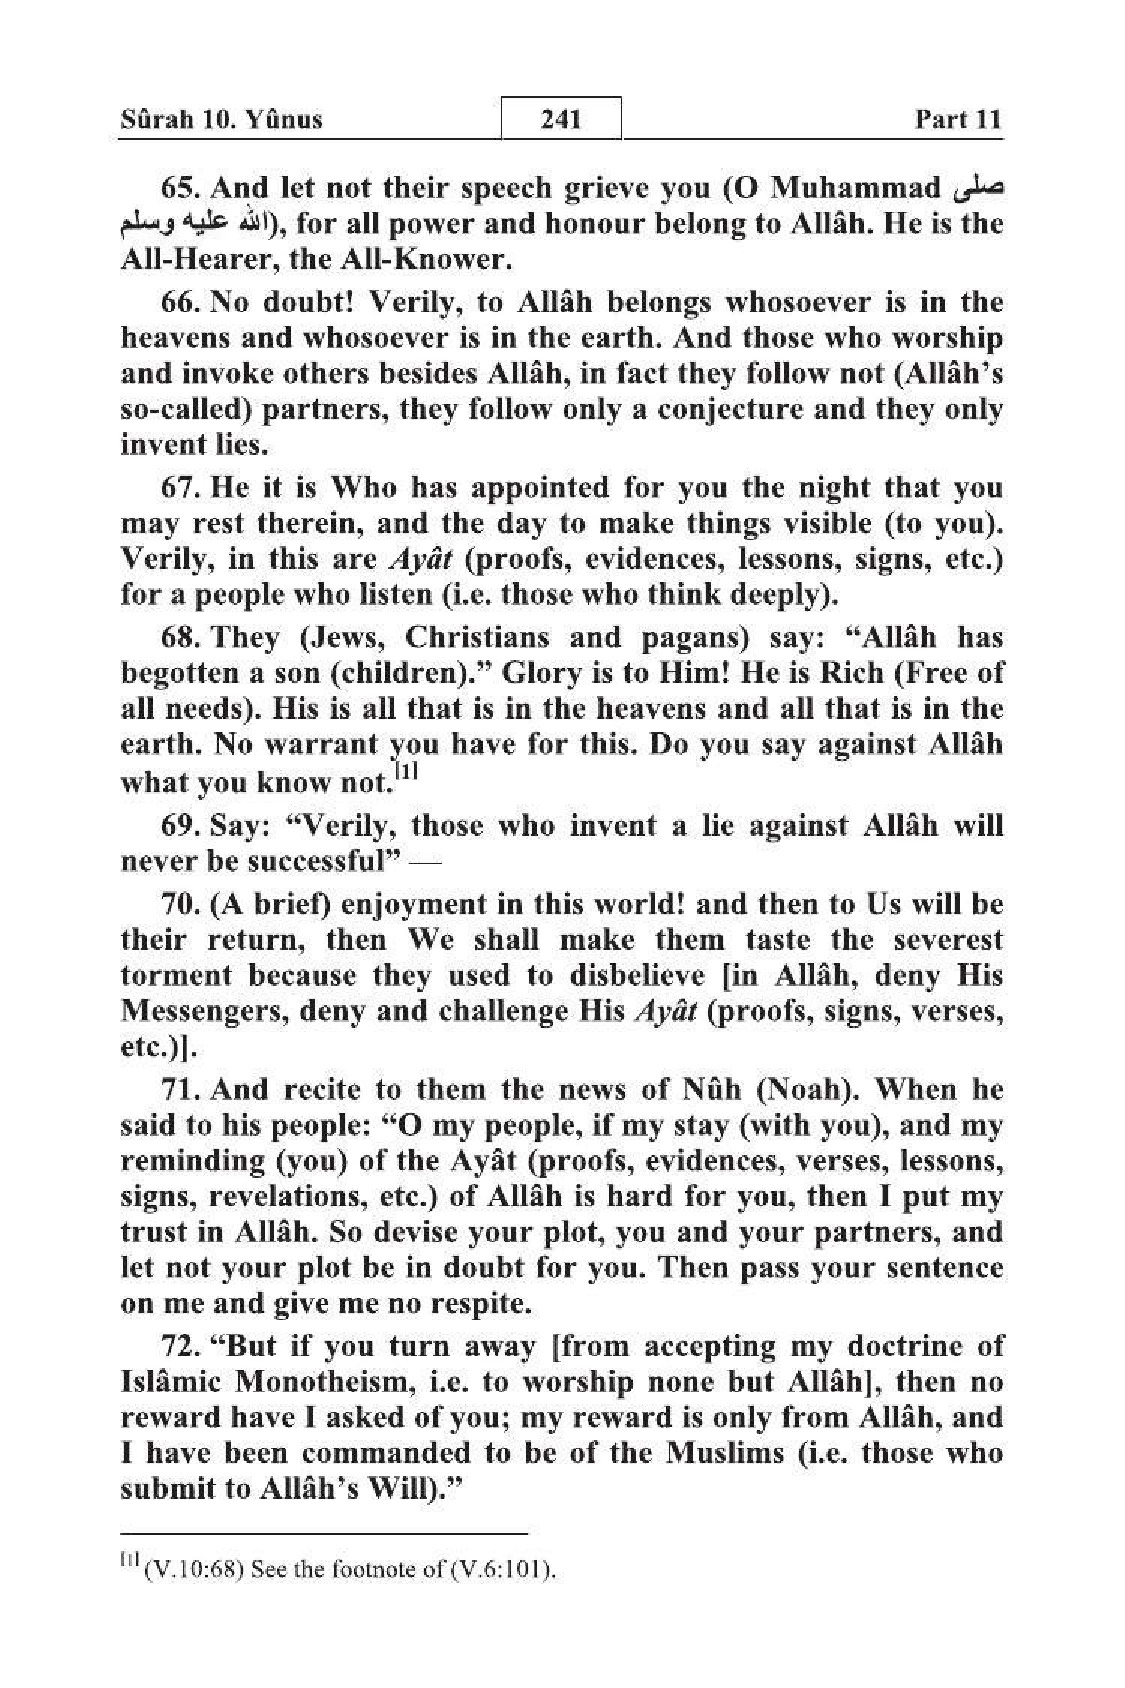 Sûrah 10. Yûnus 241 Part 11
65. And let not their speech grieve you (O Muhammad صلى
الله عليه وسلم), for all power and honour belong to Allâh. He is the
All-Hearer, the All-Knower.
66. No doubt! Verily, to Allâh belongs whosoever is in the
heavens and whosoever is in the earth. And those who worship
and invoke others besides Allâh, in fact they follow not (Allâh’s
so-called) partners, they follow only a conjecture and they only
invent lies.
67. He it is Who has appointed for you the night that you
may rest therein, and the day to make things visible (to you).
Verily, in this are Ayât (proofs, evidences, lessons, signs, etc.)
for a people who listen (i.e. those who think deeply).
68. They (Jews, Christians and pagans) say: “Allâh has
begotten a son (children).” Glory is to Him! He is Rich (Free of
all needs). His is all that is in the heavens and all that is in the
earth. No warrant you have for this. Do you say against Allâh
what you know not.[1]
69. Say: “Verily, those who invent a lie against Allâh will
never be successful” —
70. (A brief) enjoyment in this world! and then to Us will be
their return, then We shall make them taste the severest
torment because they used to disbelieve [in Allâh, deny His
Messengers, deny and challenge His Ayât (proofs, signs, verses,
etc.)].
71. And recite to them the news of Nûh (Noah). When he
said to his people: “O my people, if my stay (with you), and my
reminding (you) of the Ayât (proofs, evidences, verses, lessons,
signs, revelations, etc.) of Allâh is hard for you, then I put my
trust in Allâh. So devise your plot, you and your partners, and
let not your plot be in doubt for you. Then pass your sentence
on me and give me no respite.
72. “But if you turn away [from accepting my doctrine of
Islâmic Monotheism, i.e. to worship none but Allâh], then no
reward have I asked of you; my reward is only from Allâh, and
I have been commanded to be of the Muslims (i.e. those who
submit to Allâh’s Will).”
[1] (V.10:68) See the footnote of (V.6:101).